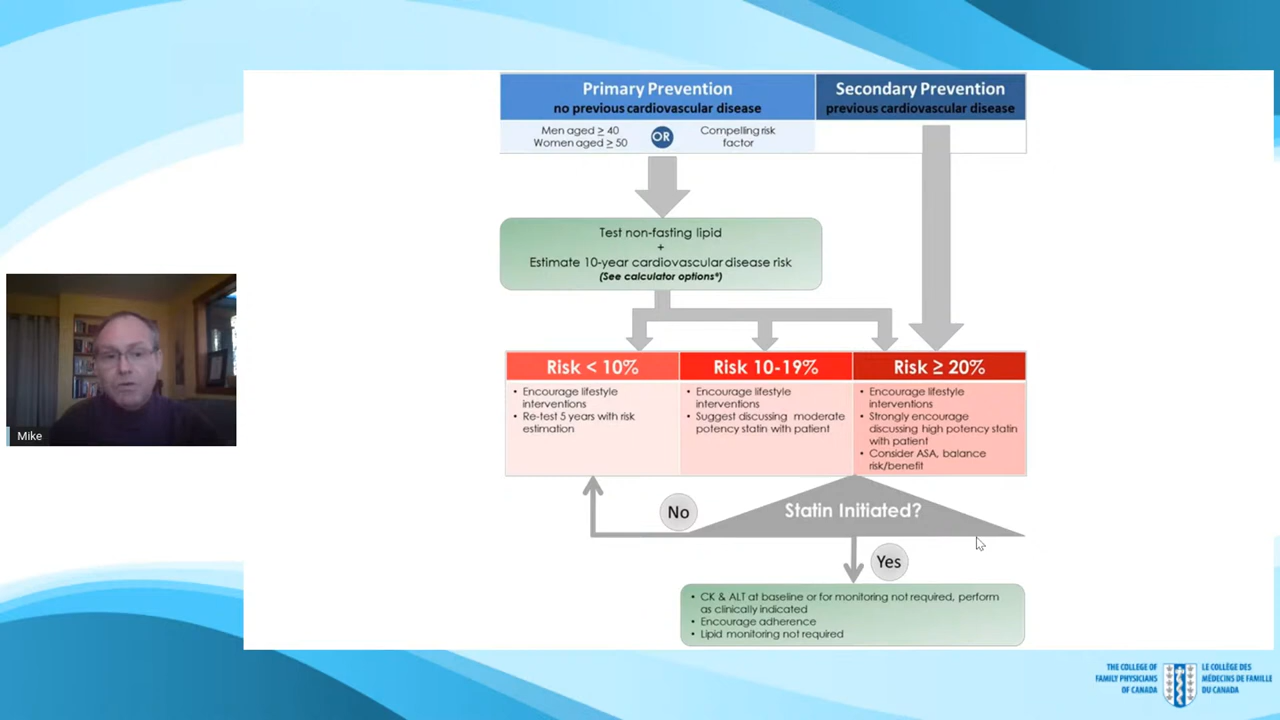 Primary Prevention
no previous cardiovascular disease
Secondary Prevention
previous cardiovascular disease
Men aged ≥ 40
Women aged ≥ 50
OR
Compelling risk
factor
Test non-fasting lipid
+
Estimate 10-year cardiovascular disease risk
(See calculator options*)
Risk < 10%
• Encourage lifestyle
interventions
• Re-test 5 years with risk
estimation
Risk 10-19%
• Encourage lifestyle
interventions
• Suggest discussing moderate
potency statin with patient
Risk ≥ 20%
• Encourage lifestyle
interventions
• Strongly encourage
discussing high potency statin
with patient
• Consider ASA, balance
risk/benefit
No
Statin Initiated?
Yes
• CK & ALT at baseline or for monitoring not required, perform
as clinically indicated
• Encourage adherence
• Lipid monitoring not required
Mike
THE COLLEGE OF
FAMILY PHYSICIANS
OF CANADA
LE COLLÈGE DES
MÉDECINS DE FAMILLE
DU CANADA